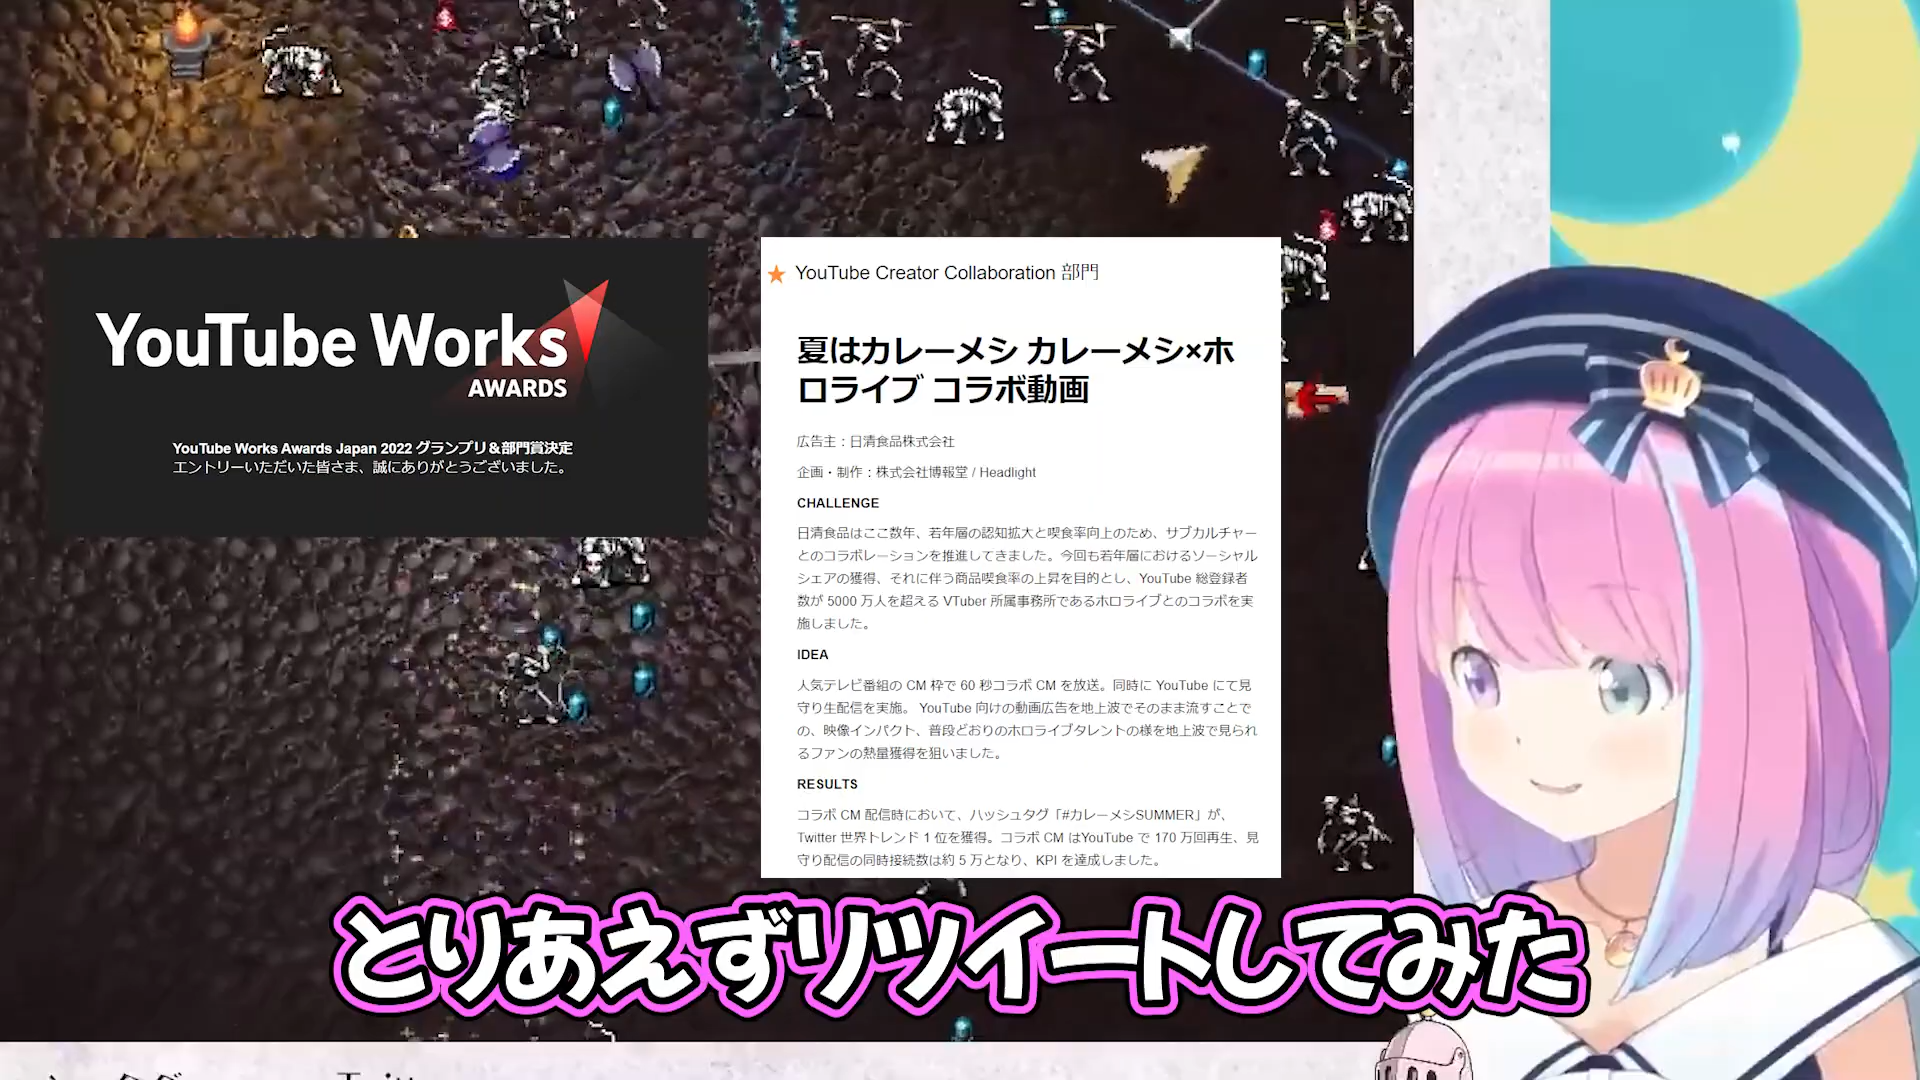 YouTube Works
AWARDS
YouTube Works Awards Japan 2022 グランプリ&部門賞決定
エントリーいただいた皆さま、誠にありがとうございました。
YouTube Creator Collaboration 部門
夏はカレーメシ カレーメシ×ホ
ロライブ コラボ動画
広告主:日清食品株式会社
企画・制作:株式会社博報堂 / Headlight
CHALLENGE
日清食品はここ数年、若年層の認知拡大と喫食率向上のため、サブカルチャー
とのコラボレーションを推進してきました。今回も若年層におけるソーシャル
シェアの獲得、それに伴う商品喫食率の上昇を目的とし、YouTube 総登録者
数が 5000 万人を超える VTuber 所属事務所であるホロライブとのコラボを実
施しました。
IDEA
人気テレビ番組の CM 枠で 60 秒コラボ CM を放送。同時に YouTube にて見
守り生配信を実施。 YouTube 向けの動画広告を地上波でそのまま流すことで
の、映像インパクト、普段どおりのホロライブタレントの様を地上波で見られ
るファンの熱量獲得を狙いました。
RESULTS
コラボ CM 配信時において、ハッシュタグ「#カレーメシSUMMER」が、
Twitter 世界トレンド 1 位を獲得。コラボ CM はYouTube で 170 万回再生、見
守り配信の同時接続数は約 5 万となり、KPI を達成しました。
とりあえずリツイートしてみた